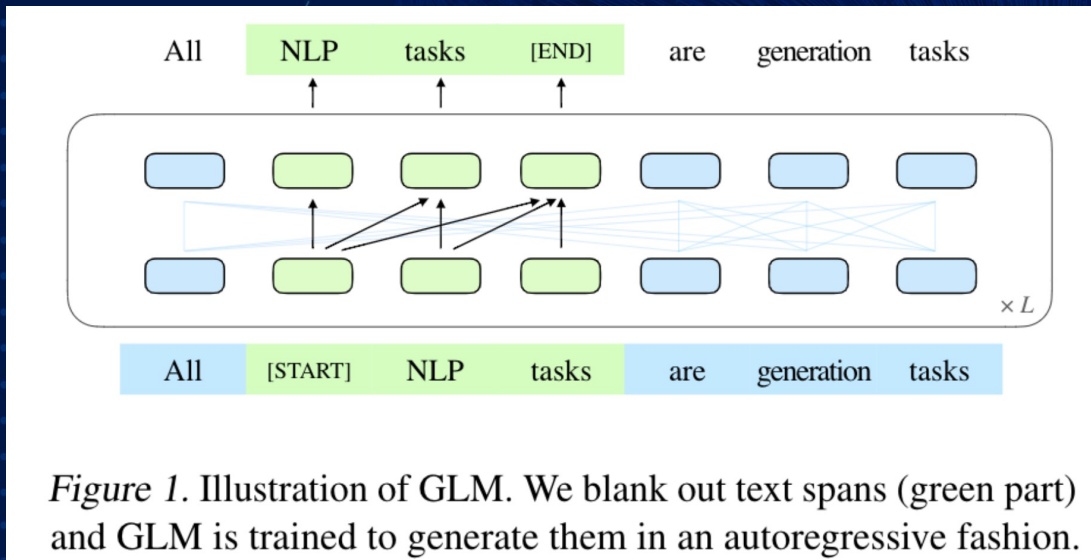 All NLP tasks [END] are generation tasks
× L
All [START] NLP tasks are generation tasks
Figure 1. Illustration of GLM. We blank out text spans (green part)
and GLM is trained to generate them in an autoregressive fashion.